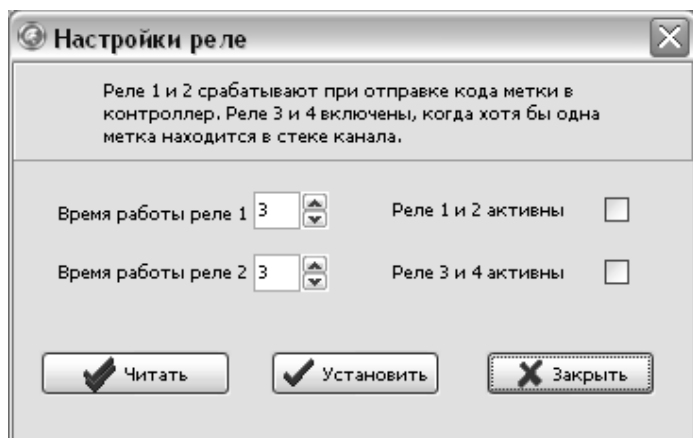 Настройки реле
Реле 1 и 2 срабатывают при отправке кода метки в
контроллер. Реле 3 и 4 включены, когда хотя бы одна
метка находится в стеке канала.
Время работы реле 1 3 Реле 1 и 2 активны
Время работы реле 2 3 Реле 3 и 4 активны
Читать Установить Закрыть